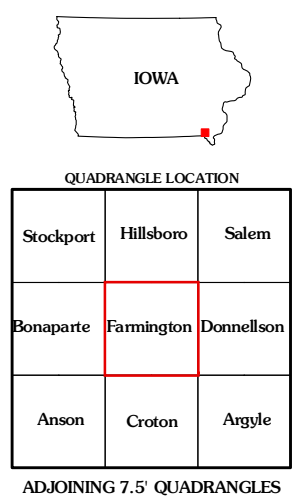 IOWA
QUADRANGLE LOCATION
Stockport Hillsboro Salem
Bonaparte Farmington Donnellson
Anson Croton Argyle
ADJOINING 7.5' QUADRANGLES